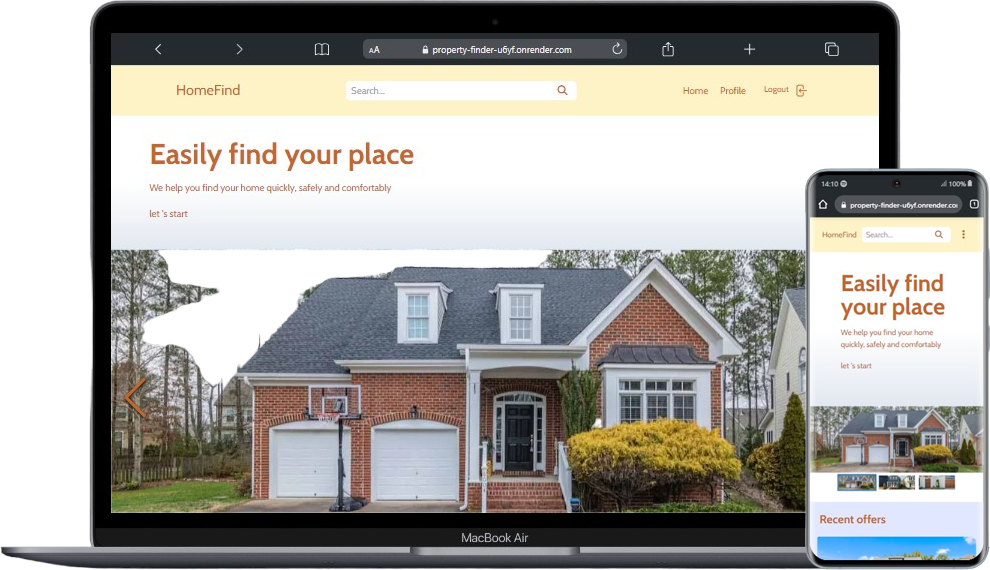 AA property-finder-u6yf.onrender.com
HomeFind Search... Home Profile Logout
Easily find your place
We help you find your home quickly, safely and comfortably
let 's start
MacBook Air
14:10 100%
property-finder-u6yf.onrender.co
1
HomeFind Search...
Easily find
your place
We help you find your home
quickly, safely and comfortably
let 's start
Recent offers